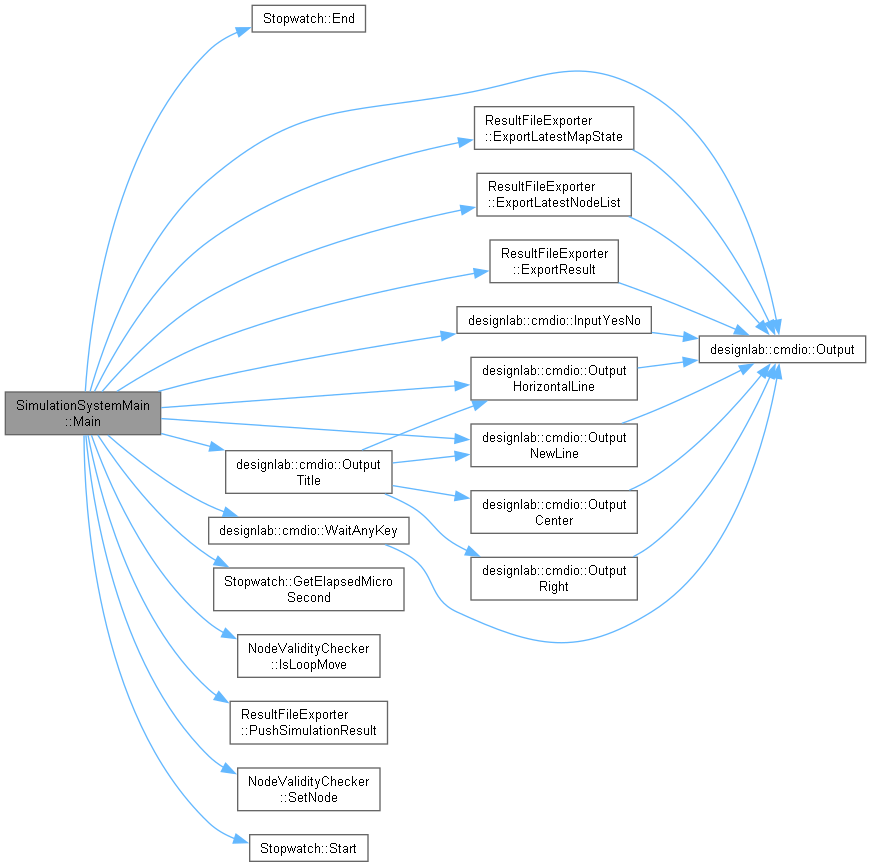 Stopwatch::End
ResultFileExporter
::ExportLatestMapState
ResultFileExporter
::ExportLatestNodeList
ResultFileExporter
::ExportResult
designlab::cmdio::InputYesNo
designlab::cmdio::Output
designlab::cmdio::Output
HorizontalLine
SimulationSystemMain
::Main
designlab::cmdio::Output
NewLine
designlab::cmdio::Output
Title
designlab::cmdio::Output
Center
designlab::cmdio::WaitAnyKey
designlab::cmdio::Output
Right
Stopwatch::GetElapsedMicro
Second
NodeValidityChecker
::IsLoopMove
ResultFileExporter
::PushSimulationResult
NodeValidityChecker
::SetNode
Stopwatch::Start